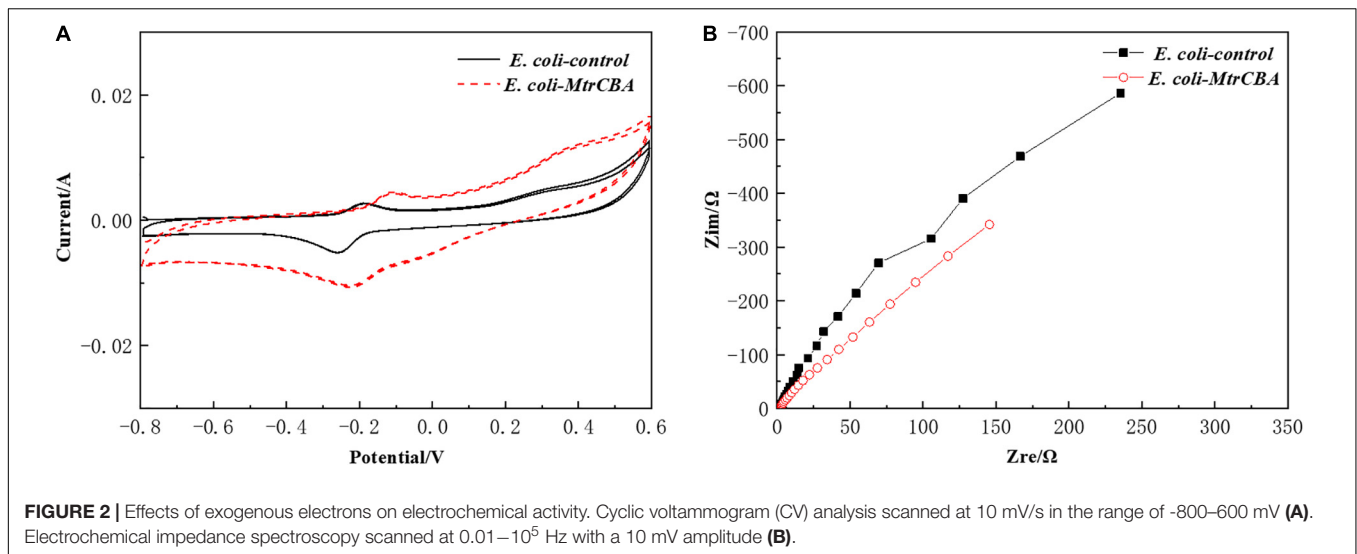 A
E. coli-control
E. coli-MtrCBA
0.02
0.00
−0.02
Current/A
−0.8 −0.6 −0.4 −0.2 0.0 0.2 0.4 0.6
Potential/V
B
E. coli-control
E. coli-MtrCBA
-700
-600
-500
-400
-300
-200
-100
0
Zim/Ω
0 50 100 150 200 250 300 350
Zre/Ω
FIGURE 2 | Effects of exogenous electrons on electrochemical activity. Cyclic voltammogram (CV) analysis scanned at 10 mV/s in the range of -800–600 mV (A).
Electrochemical impedance spectroscopy scanned at 0.01−10⁵ Hz with a 10 mV amplitude (B).